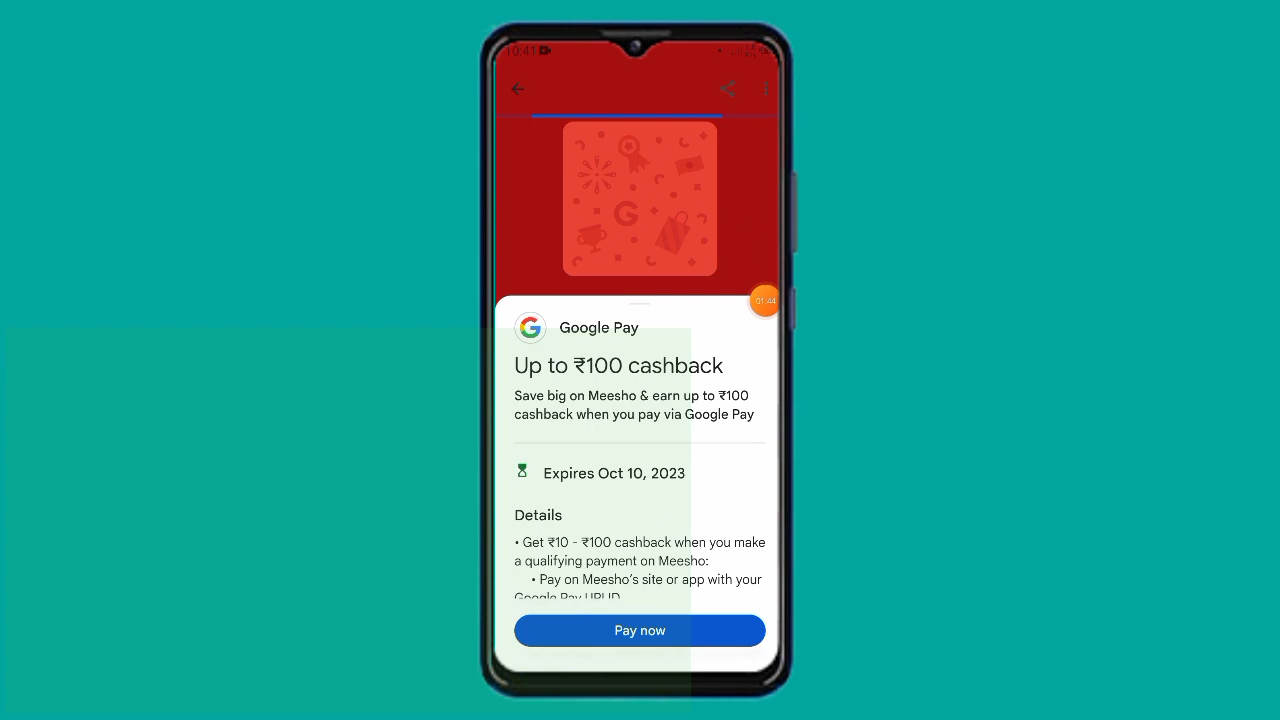 10:41
01:44
Google Pay
Up to ₹100 cashback
Save big on Meesho & earn up to ₹100
cashback when you pay via Google Pay
Expires Oct 10, 2023
Details
• Get ₹10 - ₹100 cashback when you make
a qualifying payment on Meesho:
• Pay on Meesho's site or app with your
Google Pay UPI ID
Pay now